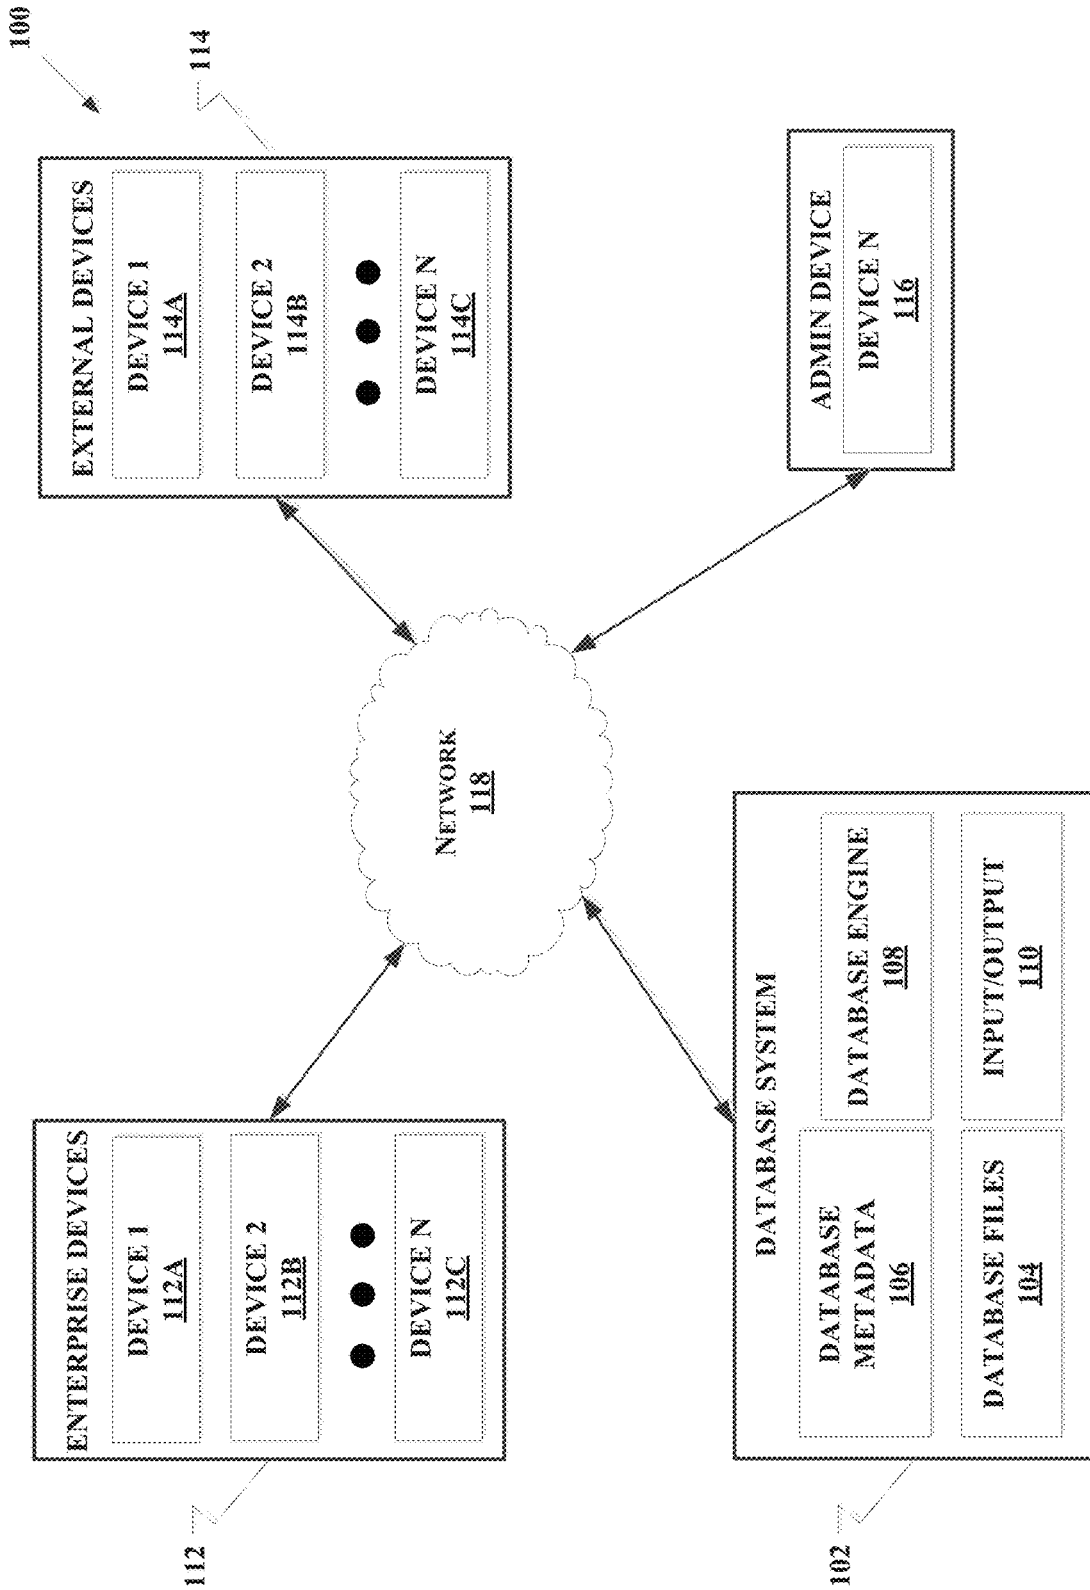 100
112
ENTERPRISE DEVICES
DEVICE 1
112A
DEVICE 2
112B
DEVICE N
112C
EXTERNAL DEVICES
114
DEVICE 1
114A
DEVICE 2
114B
DEVICE N
114C
NETWORK
118
102
DATABASE SYSTEM
DATABASE
METADATA
106
DATABASE ENGINE
108
DATABASE FILES
104
INPUT/OUTPUT
110
ADMIN DEVICE
DEVICE N
116